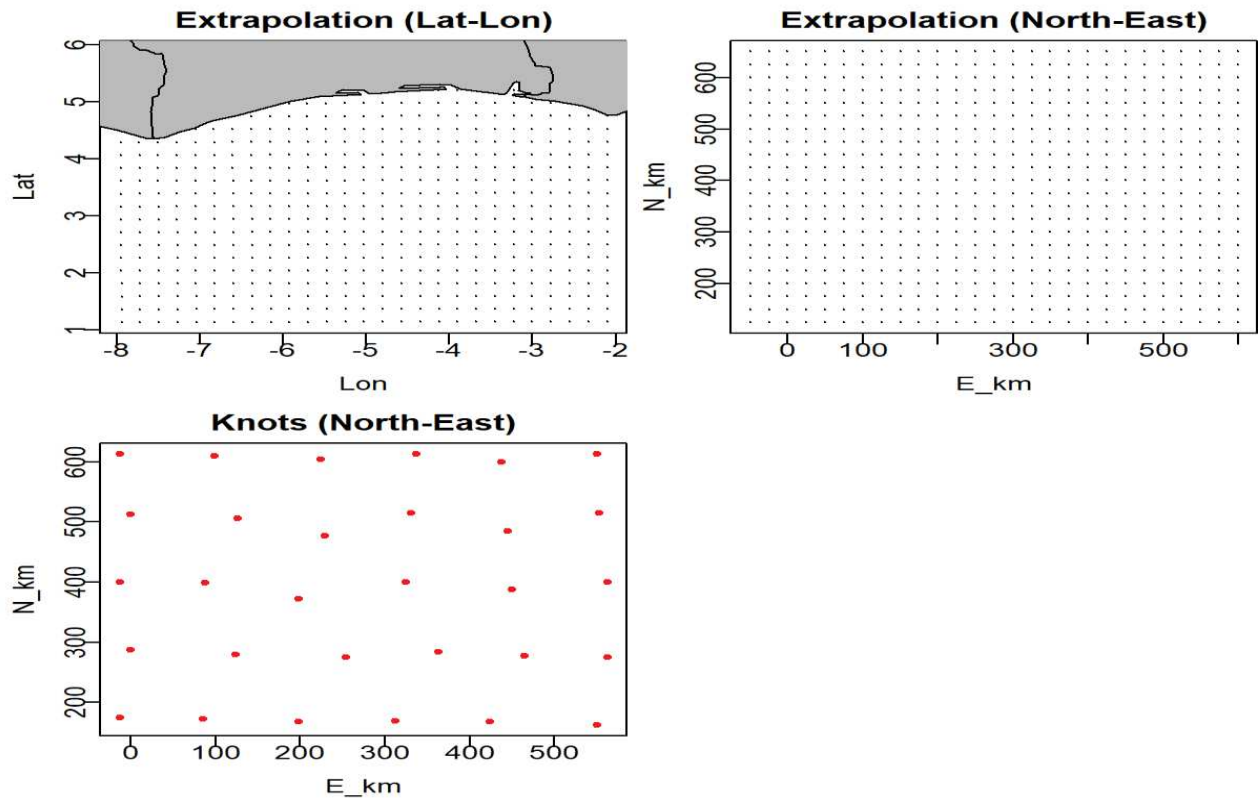 Extrapolation (Lat-Lon)
Lat
6
5
4
3
2
1
-8 -7 -6 -5 -4 -3 -2
Lon
Extrapolation (North-East)
N_km
600
500
400
300
200
0 100 300 500
E_km
Knots (North-East)
N_km
600
500
400
300
200
0 100 200 300 400 500
E_km